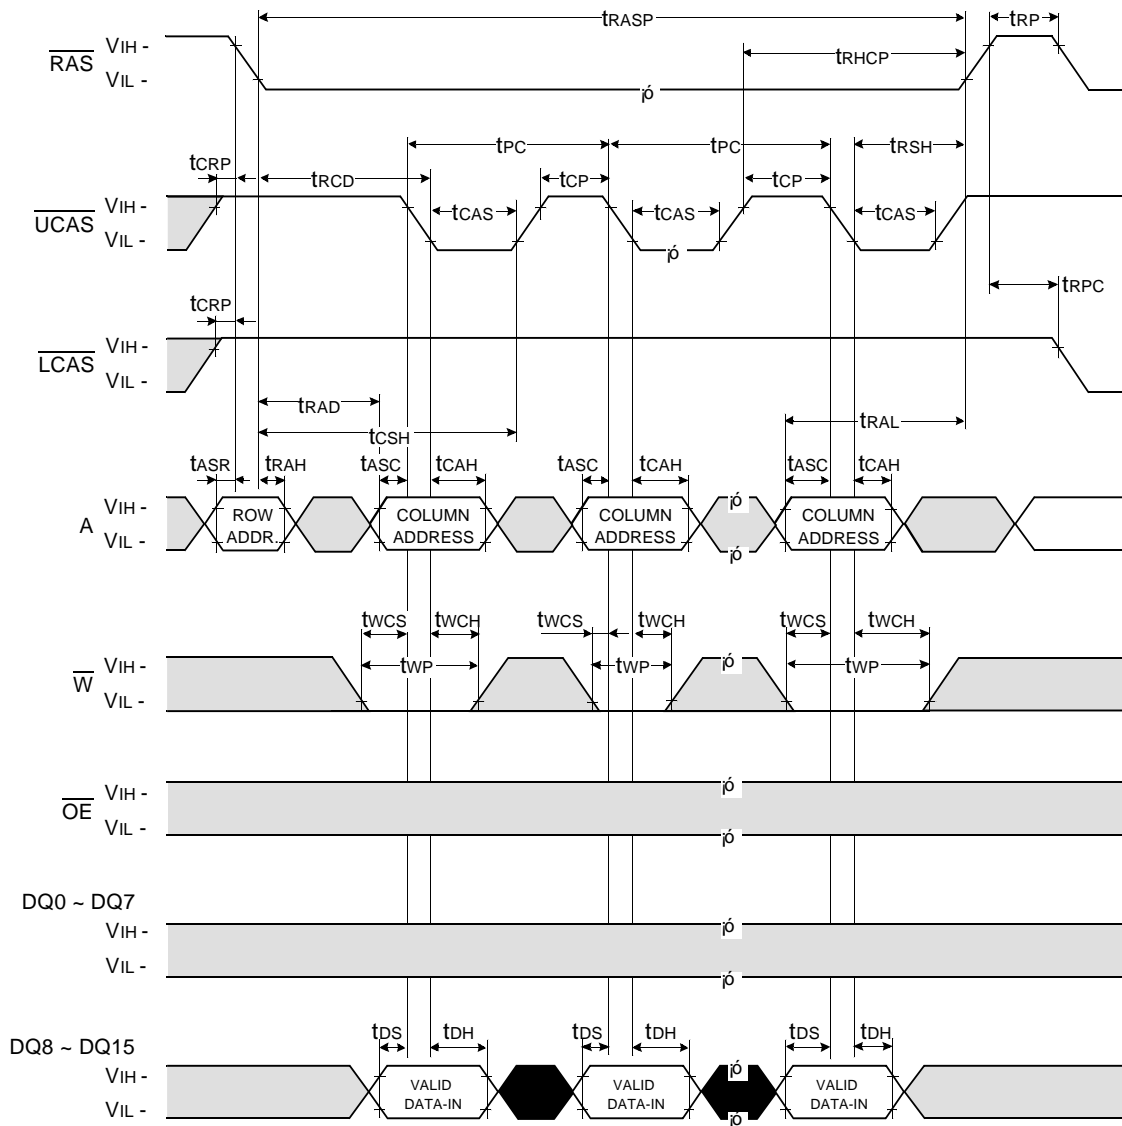 tRASP
tRP
RAS
VIH -
VIL -
tRHCP
¡ó
tPC
tPC
tRSH
tCRP
tRCD
tCP
tCP
UCAS
VIH -
VIL -
tCAS
tCAS
tCAS
¡ó
tRPC
tCRP
LCAS
VIH -
VIL -
tRAD
tCSH
tRAL
tASR
tRAH
tASC
tCAH
tASC
tCAH
tASC
tCAH
A
VIH -
VIL -
ROW
ADDR.
COLUMN
ADDRESS
COLUMN
ADDRESS
¡ó
¡ó
COLUMN
ADDRESS
tWCS
tWCH
tWCS
tWCH
tWCS
tWCH
W
VIH -
VIL -
tWP
tWP
¡ó
tWP
OE
VIH -
VIL -
¡ó
¡ó
DQ0 ~ DQ7
VIH -
VIL -
¡ó
¡ó
DQ8 ~ DQ15
tDS
tDH
tDS
tDH
tDS
tDH
VIH -
VIL -
VALID
DATA-IN
VALID
DATA-IN
¡ó
¡ó
VALID
DATA-IN